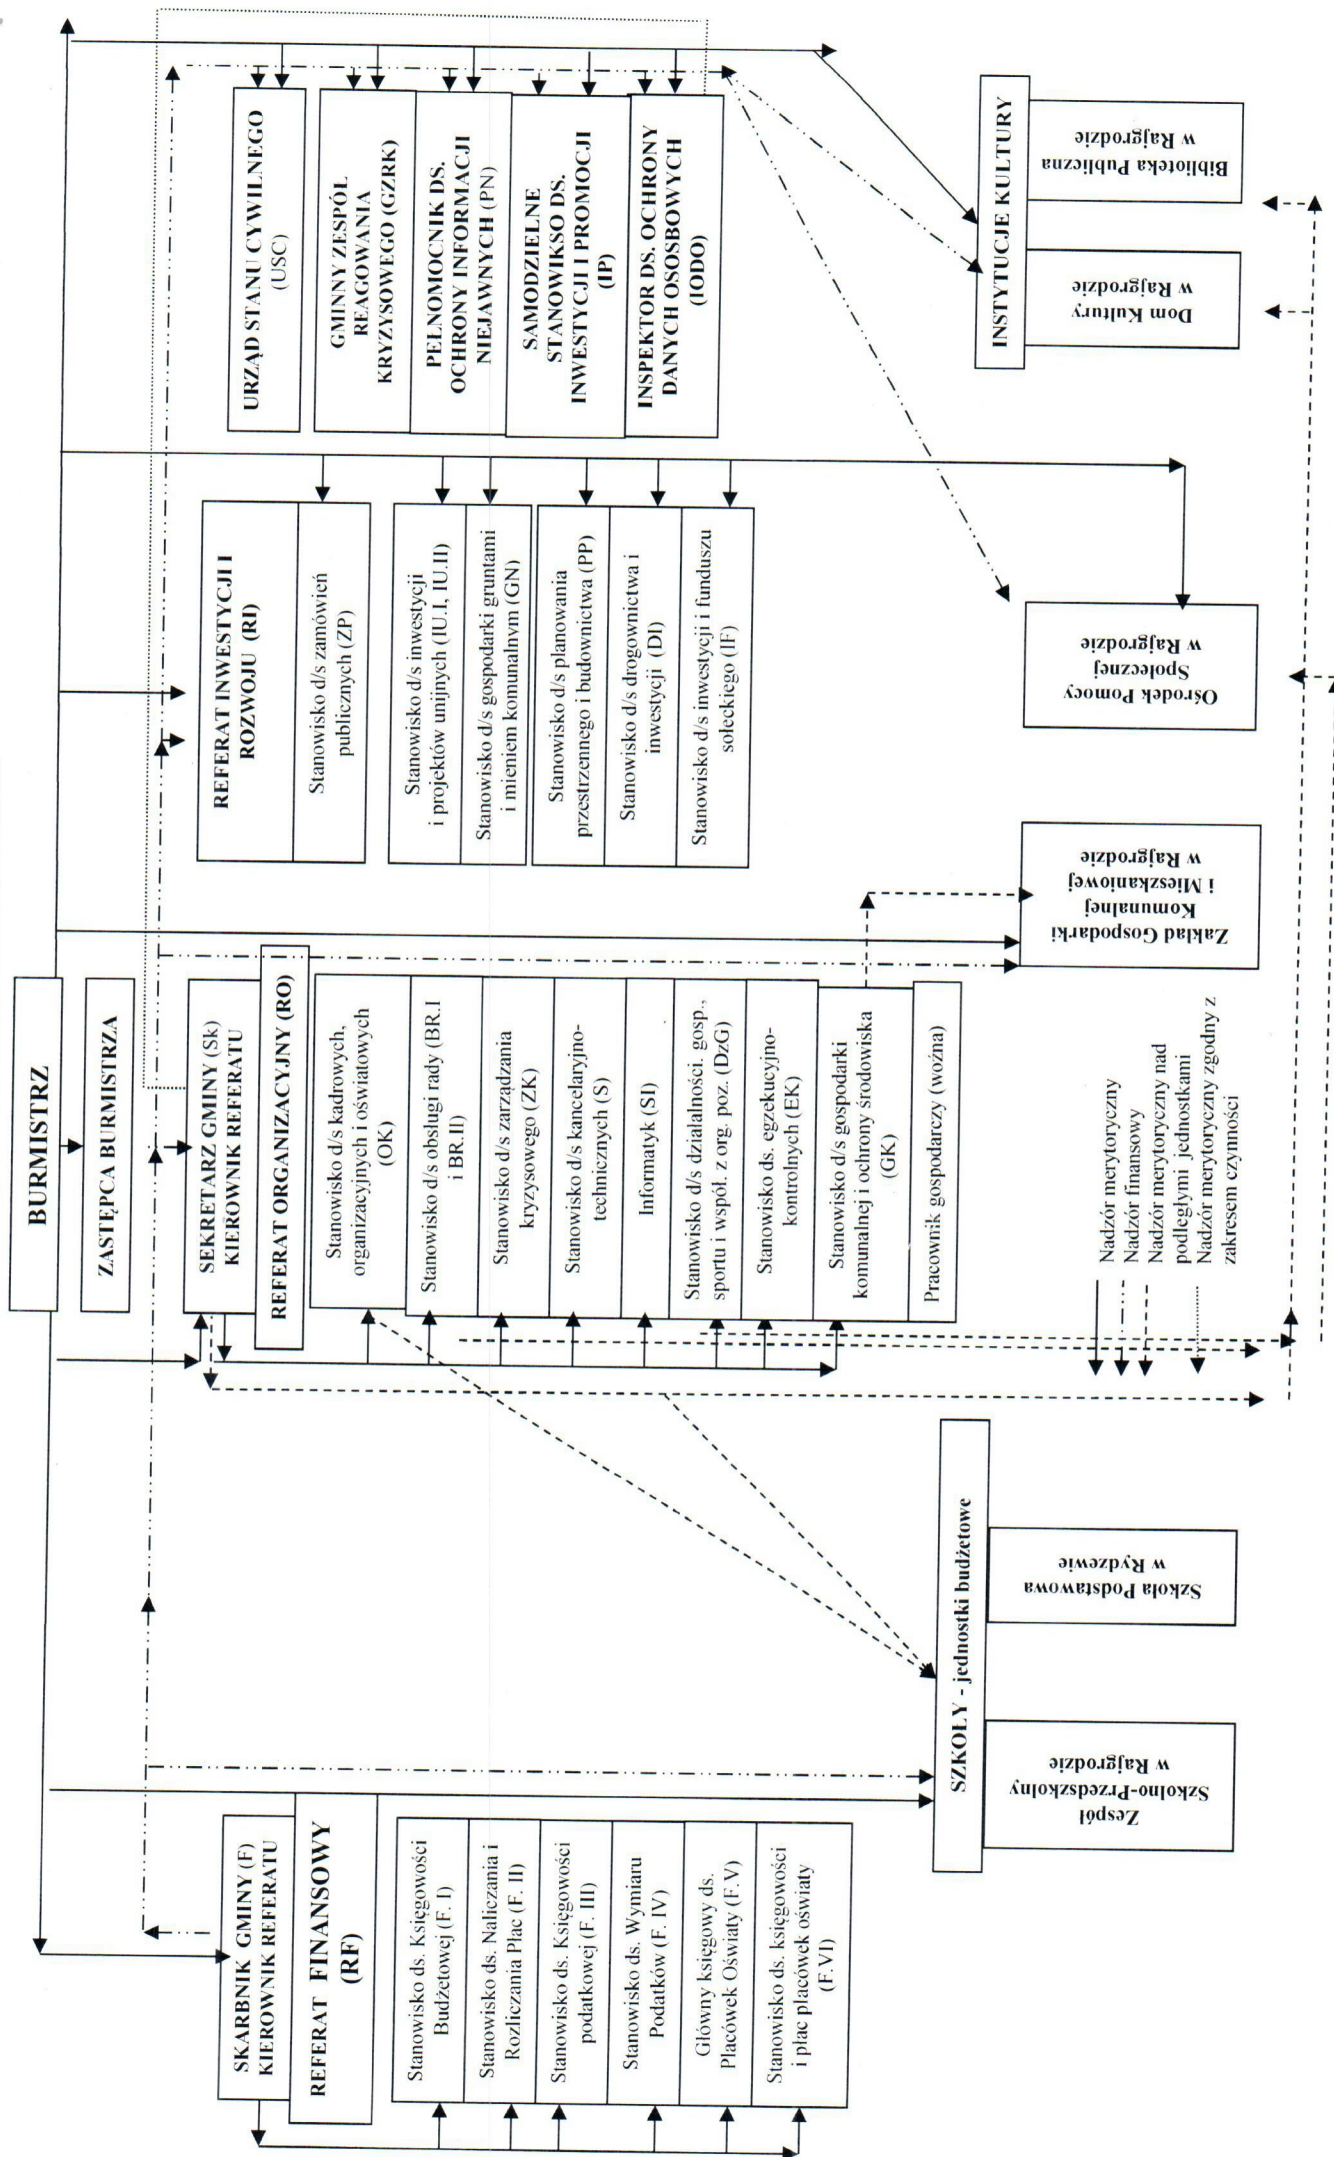 BURMISTRZ
ZASTĘPCA BURMISTRZA
SKARBNIK GMINY (F)
KIEROWNIK REFERATU
REFERAT FINANSOWY
(RF)
Stanowisko ds. Księgowości
Budżetowej (F. I)
Stanowisko ds. Naliczania i
Rozliczania Płac (F. II)
Stanowisko ds. Księgowości
podatkowej (F. III)
Stanowisko ds. Wymiaru
Podatków (F. IV)
Główny księgowy ds.
Placówek Oświaty (F.V)
Stanowisko ds. księgowości
i płac placówek oświaty
(F.VI)
SEKRETARZ GMINY (Sk)
KIEROWNIK REFERATU
REFERAT ORGANIZACYJNY (RO)
Stanowisko d/s kadrowych,
organizacyjnych i oświatowych
(OK)
Stanowisko d/s obsługi rady (BR.I
i BR.II)
Stanowisko d/s zarządzania
kryzysowego (ZK)
Stanowisko d/s kancelaryjno-
technicznych (S)
Informatyk (SI)
Stanowisko d/s działalności. gosp.,
sportu i współ. z org. poz. (DzG)
Stanowisko ds. egzekucyjno-
kontrolnych (EK)
Stanowisko d/s gospodarki
komunalnej i ochrony środowiska
(GK)
Pracownik gospodarczy (woźna)
REFERAT INWESTYCJI I
ROZWOJU (RI)
Stanowisko d/s zamówień
publicznych (ZP)
Stanowisko d/s inwestycji
i projektów unijnych (IU.I, IU.II)
Stanowisko d/s gospodarki gruntami
i mieniem komunalnym (GN)
Stanowisko d/s planowania
przestrzennego i budownictwa (PP)
Stanowisko d/s drogownictwa i
inwestycji (DI)
Stanowisko d/s inwestycji i funduszu
sołeckiego (IF)
URZĄD STANU CYWILNEGO
(USC)
GMINNY ZESPÓŁ
REAGOWANIA
KRYZYSOWEGO (GZRK)
PEŁNOMOCNIK DS.
OCHRONY INFORMACJI
NIEJAWNYCH (PN)
SAMODZIELNE
STANOWIKSO DS.
INWESTYCJI I PROMOCJI
(IP)
INSPEKTOR DS. OCHRONY
DANYCH OSOSBOWYCH
(IODO)
SZKOŁY - jednostki budżetowe
Zespół
Szkolno-Przedszkolny
w Rajgrodzie
Szkoła Podstawowa
w Rydzewie
Nadzór merytoryczny
Nadzór finansowy
Nadzór merytoryczny nad
podległymi jednostkami
Nadzór merytoryczny zgodny z
zakresem czynności
Zakład Gospodarki
Komunalnej
i Mieszkaniowej
w Rajgrodzie
Ośrodek Pomocy
Społecznej
w Rajgrodzie
INSTYTUCJE KULTURY
Dom Kultury
w Rajgrodzie
Biblioteka Publiczna
w Rajgrodzie